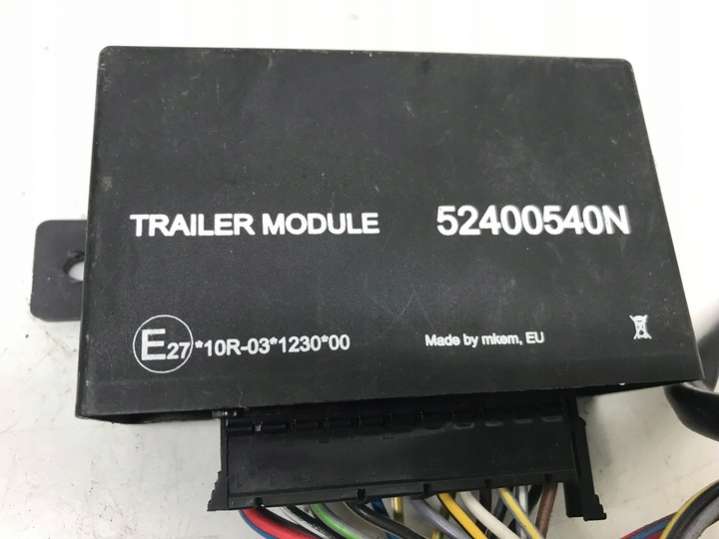 TRAILER MODULE 52400540N
E27 *10R-03*1230*00 Made by mkem, EU